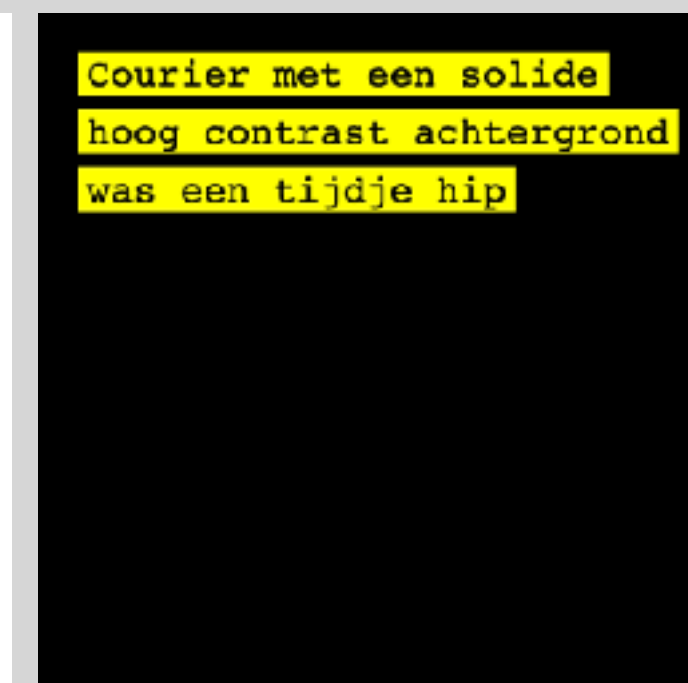 Courier met een solide
hoog contrast achtergrond
was een tijdje hip